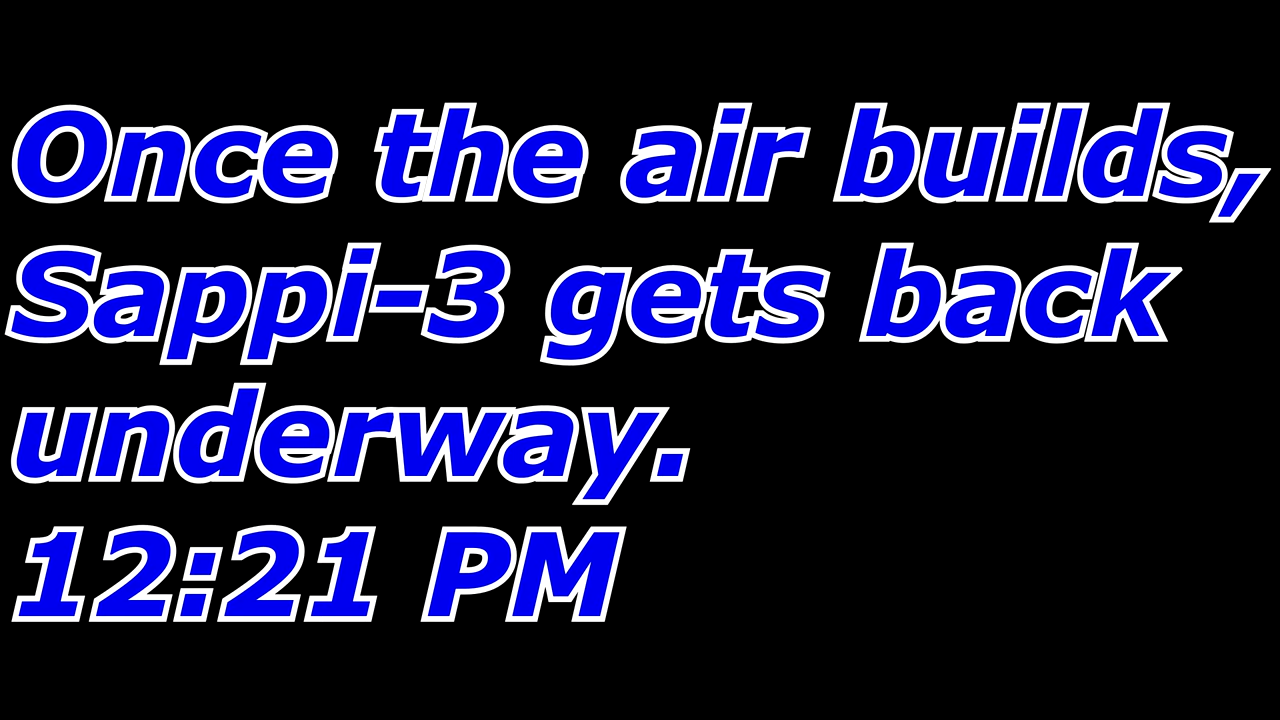 Once the air builds,
Sappi-3 gets back
underway.
12:21 PM